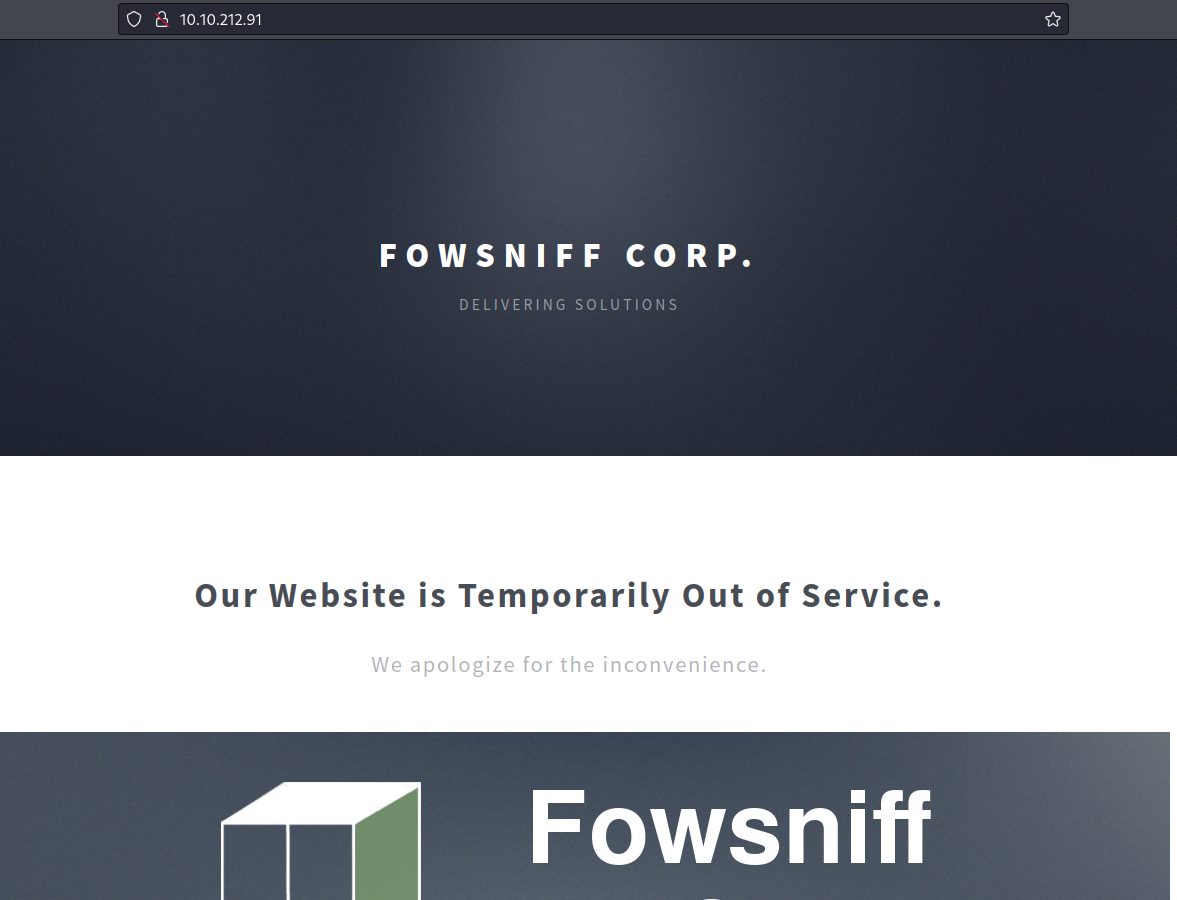 10.10.212.91
FOWSNIFF CORP.
DELIVERING SOLUTIONS
Our Website is Temporarily Out of Service.
We apologize for the inconvenience.
Fowsniff